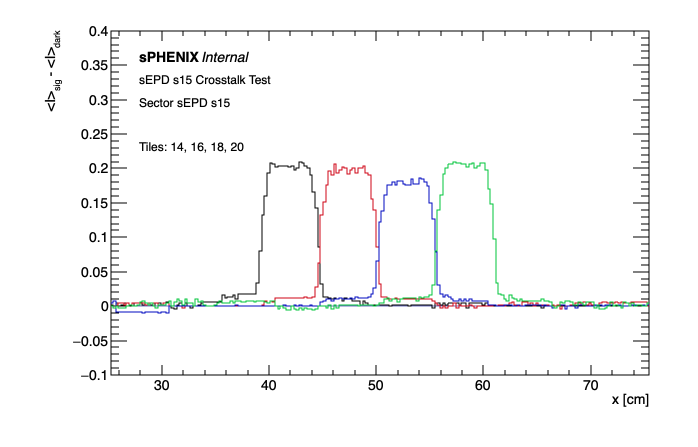 <I>sig - <I>dark
0.4
0.35
0.3
0.25
0.2
0.15
0.1
0.05
0
−0.05
−0.1
sPHENIX Internal
sEPD s15 Crosstalk Test
Sector sEPD s15
Tiles: 14, 16, 18, 20
30 40 50 60 70
x [cm]